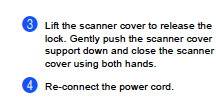 3 Lift the scanner cover to release the
lock. Gently push the scanner cover
support down and close the scanner
cover using both hands.
4 Re-connect the power cord.